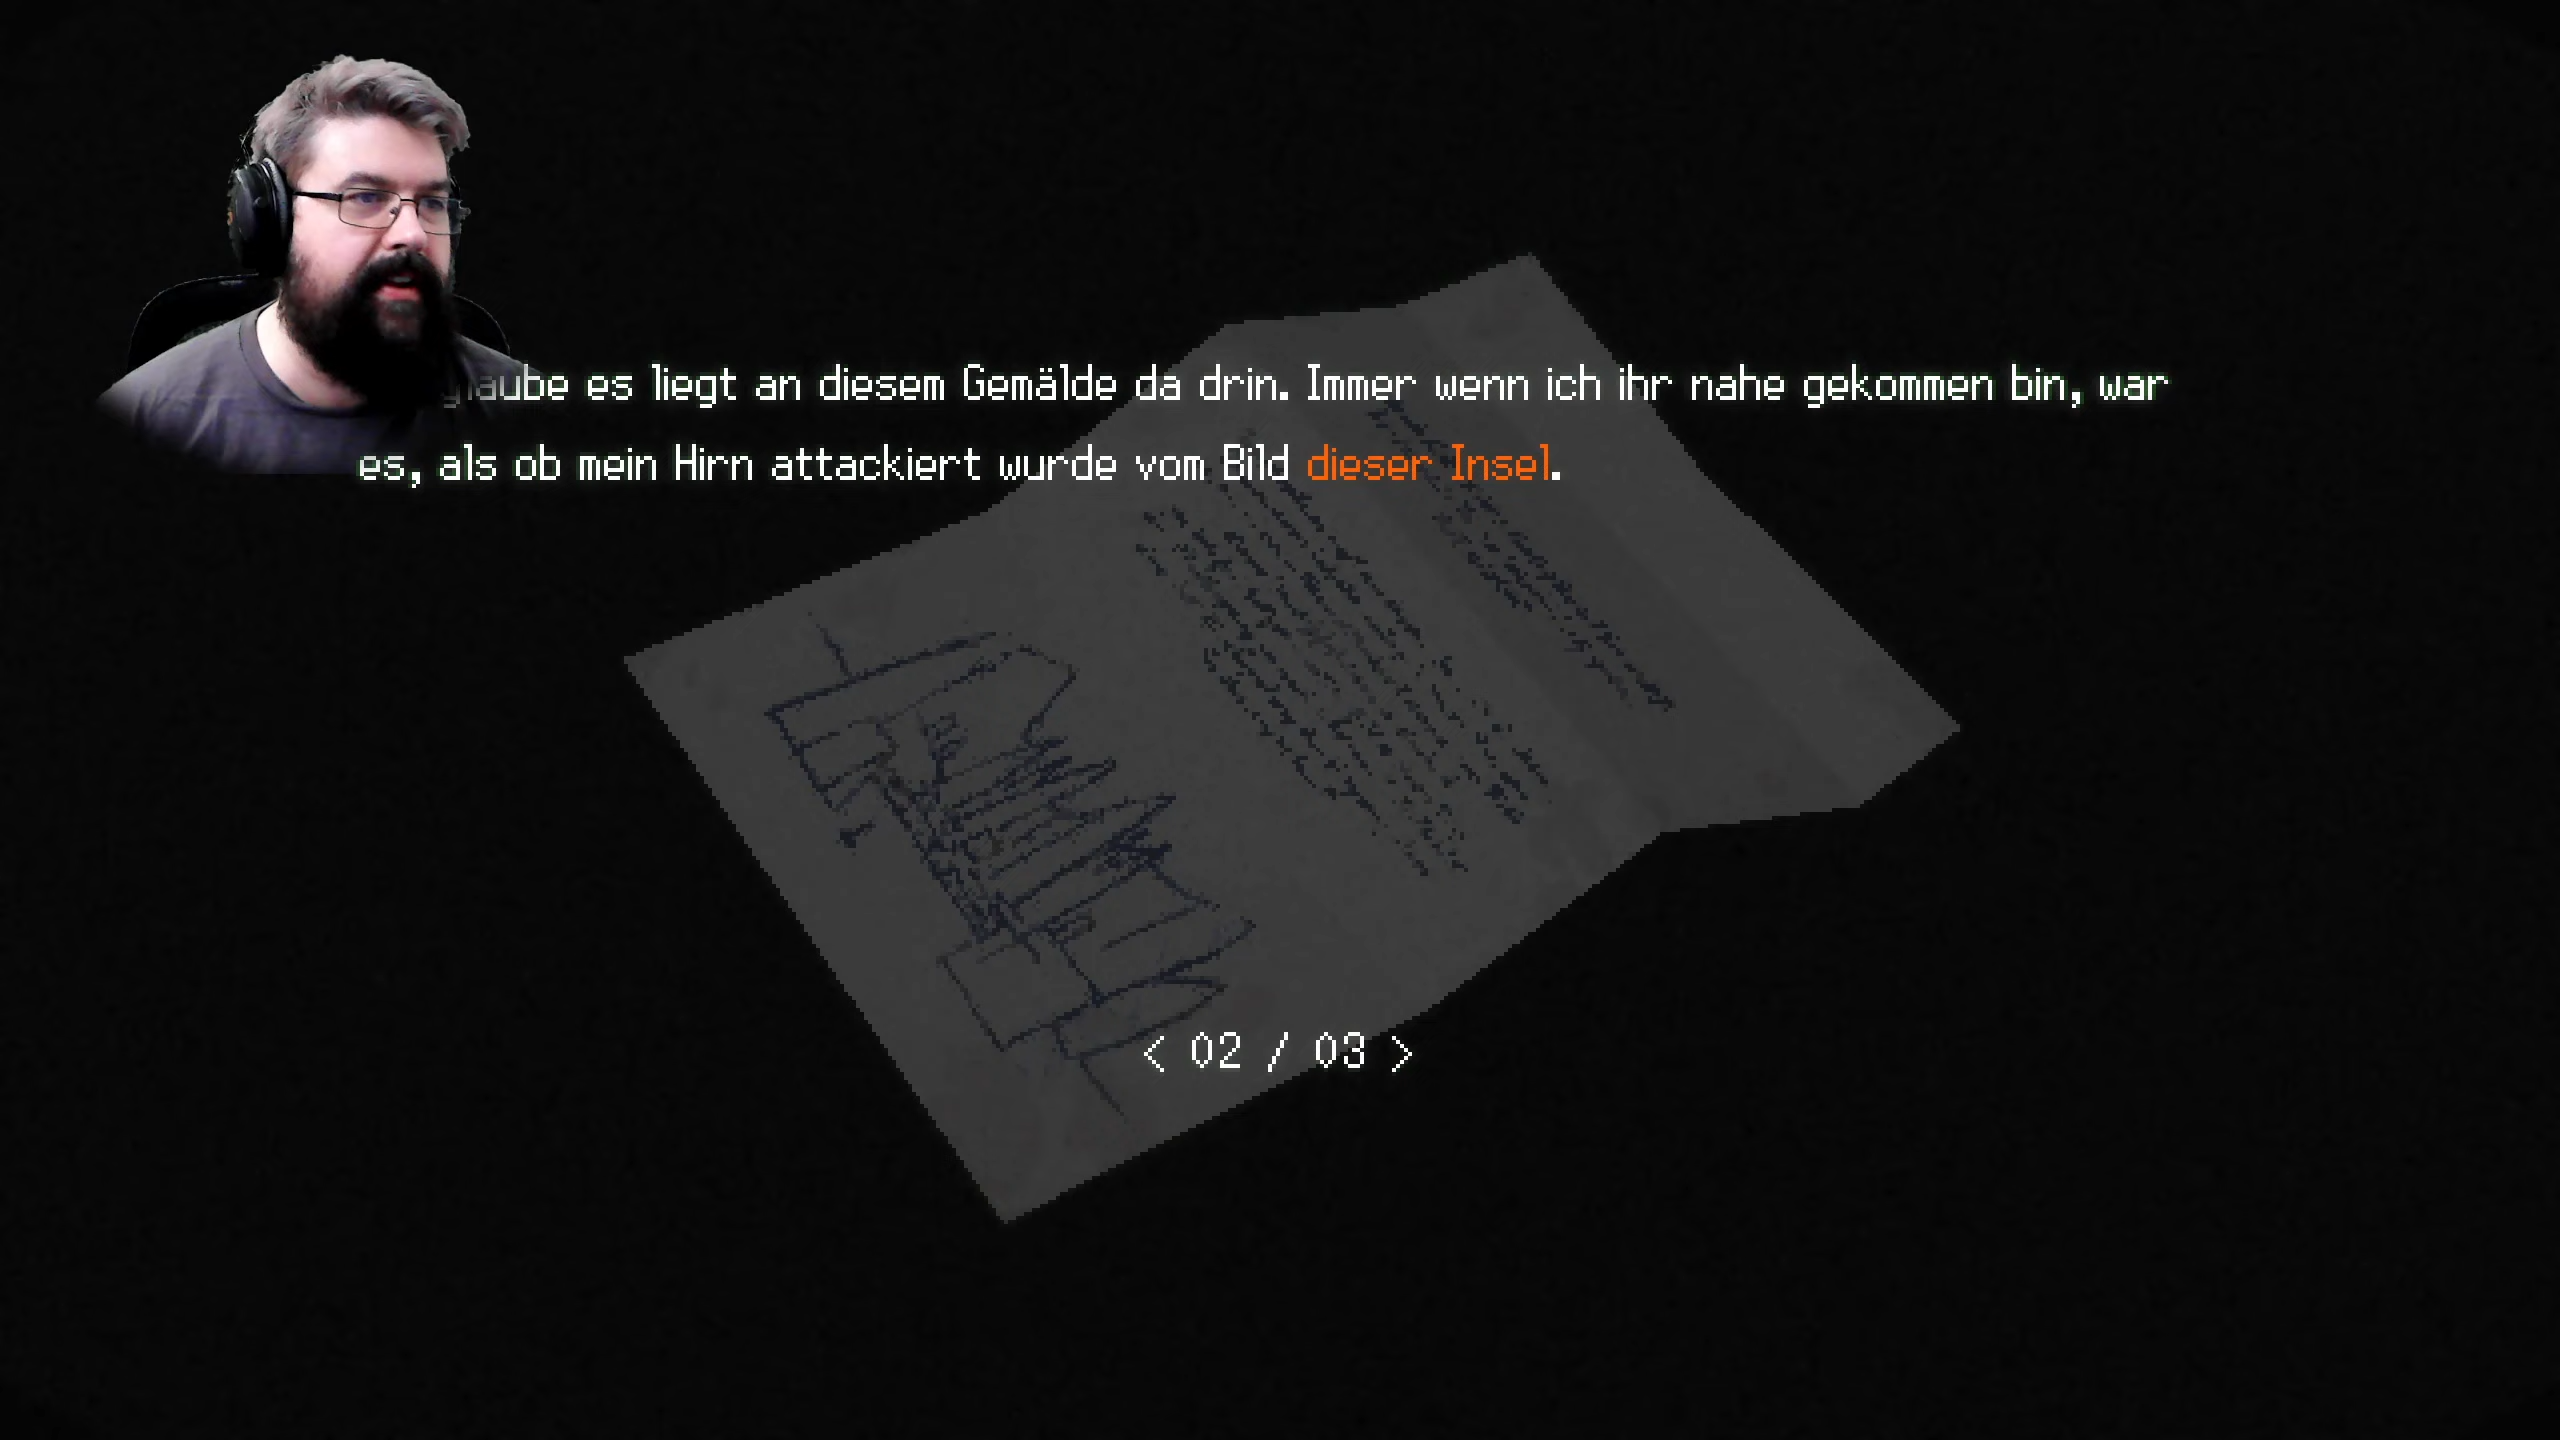 glaube es liegt an diesem Gemälde da drin. Immer wenn ich ihr nahe gekommen bin, war
es, als ob mein Hirn attackiert wurde vom Bild dieser Insel.
< 02 / 03 >